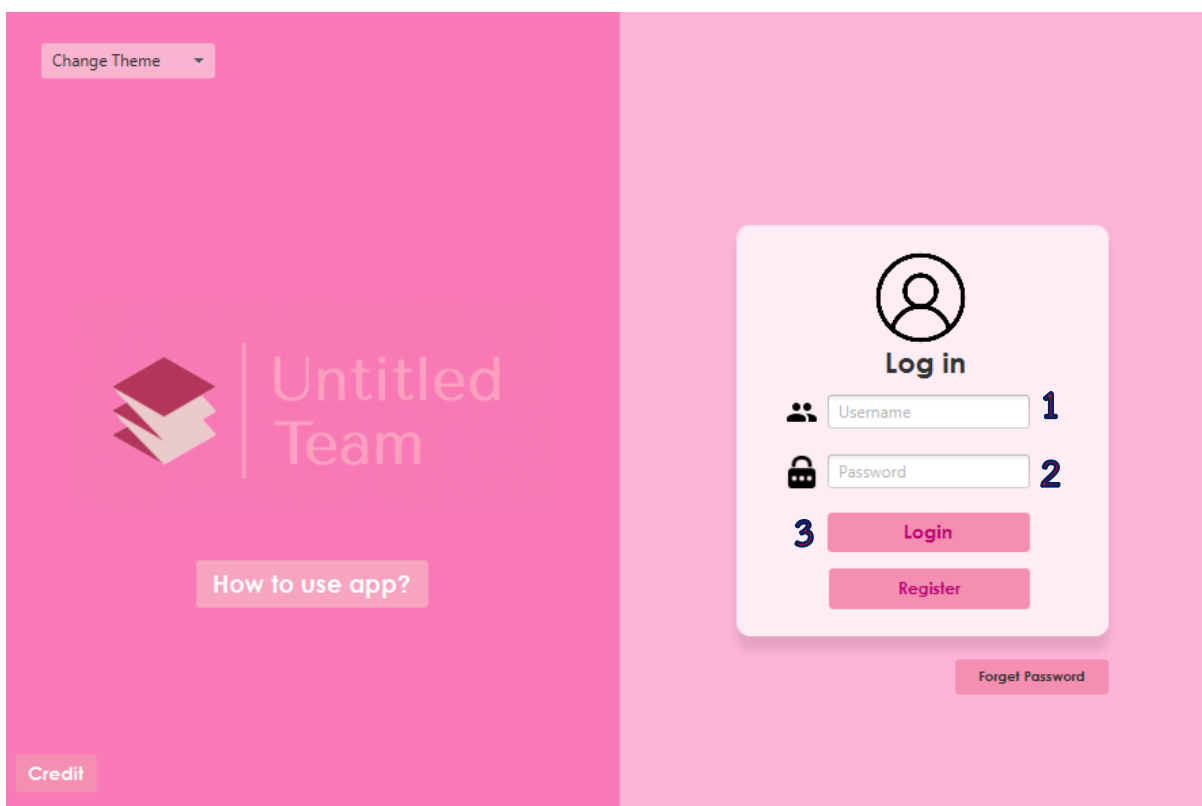 Change Theme
Untitled
Team
How to use app?
Credit
Log in
Username 1
Password 2
3 Login
Register
Forget Password